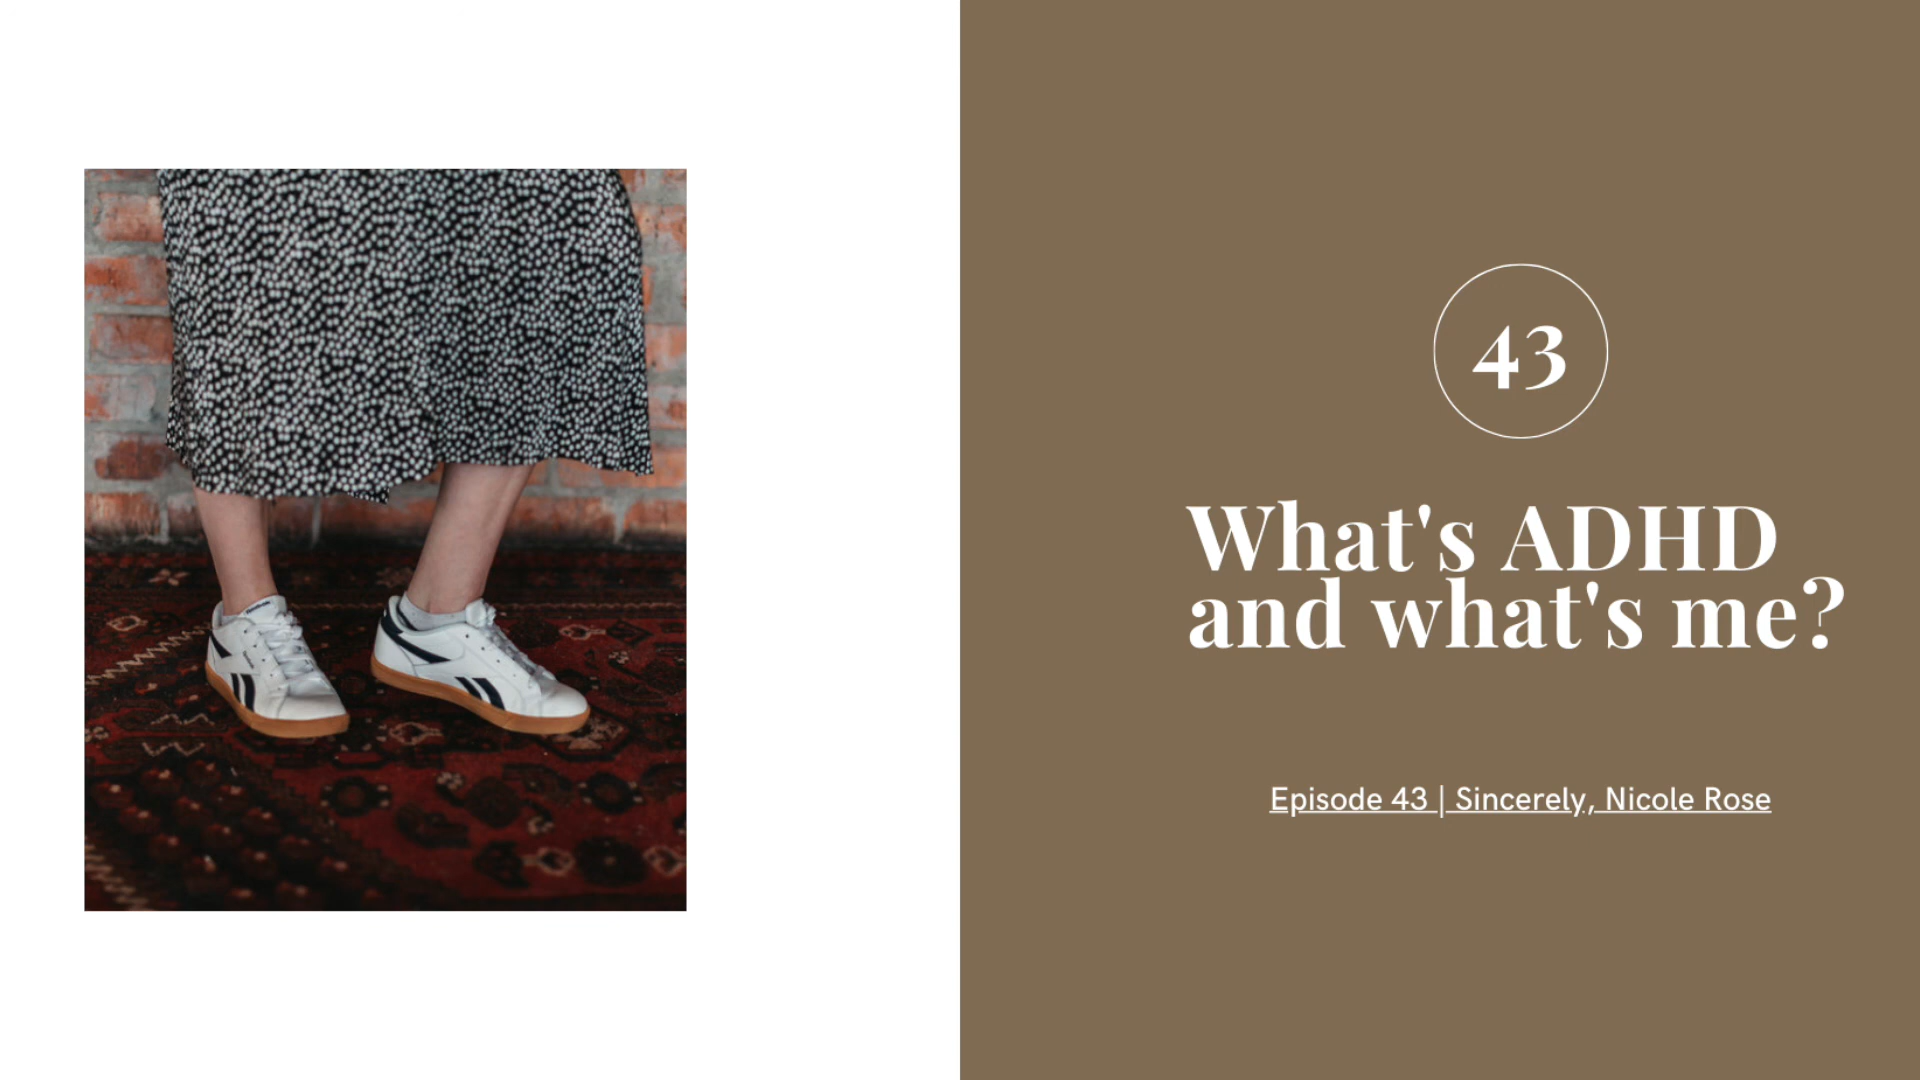 43
What's ADHD
and what's me?
Episode 43 | Sincerely, Nicole Rose